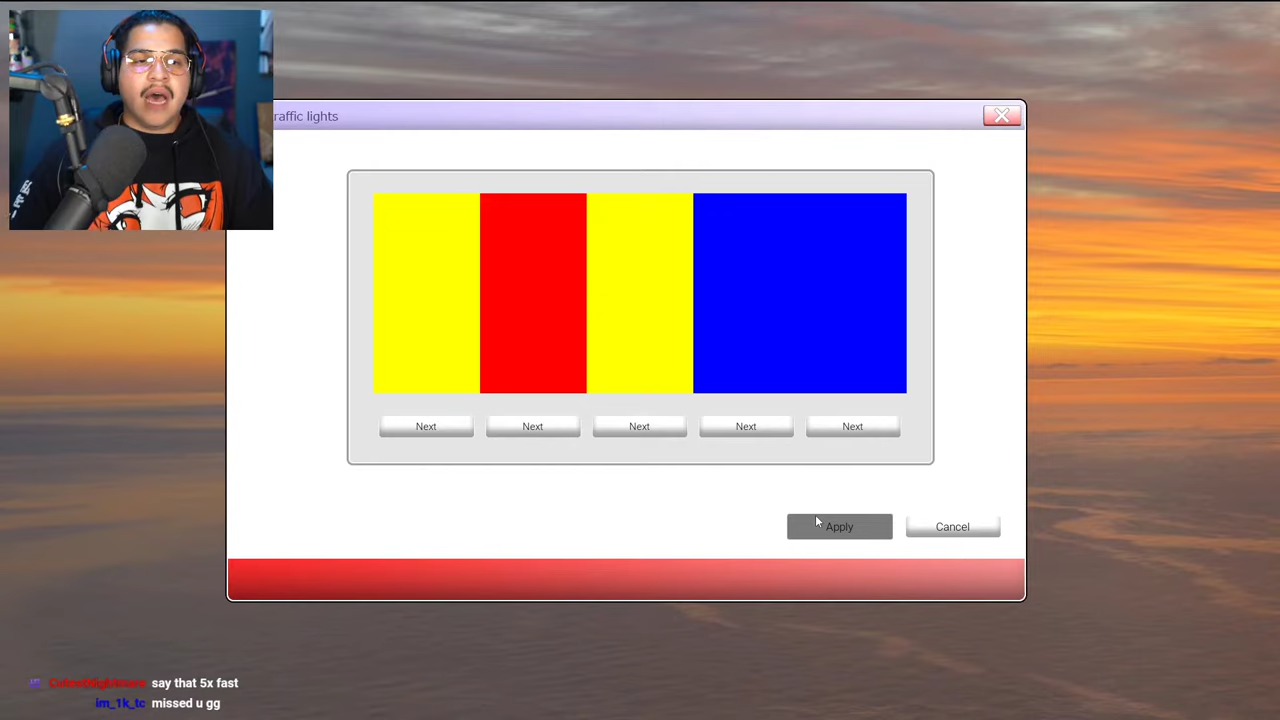 raffic lights
Next Next Next Next Next
Apply Cancel
say that 5x fast
im_1k_tc missed u gg